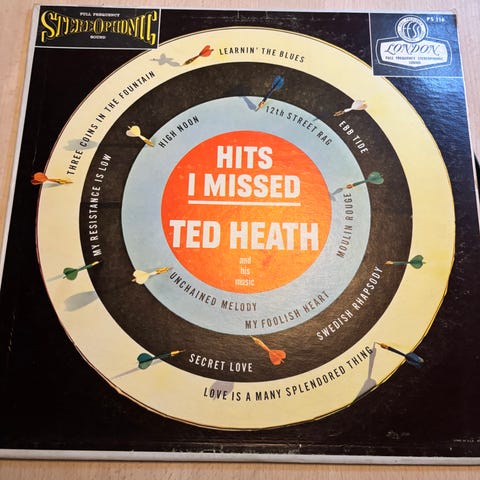 FULL FREQUENCY
STEREOPHONIC
SOUND
PS 116
LONDON
FULL FREQUENCY STEREOPHONIC
SOUND
LEARNIN' THE BLUES
THREE COINS IN THE FOUNTAIN
12th STREET RAG
EBB TIDE
HIGH NOON
MY RESISTANCE IS LOW
HITS
I MISSED
TED HEATH
and
his
music
MOULIN ROUGE
UNCHAINED MELODY
MY FOOLISH HEART
SWEDISH RHAPSODY
SECRET LOVE
LOVE IS A MANY SPLENDORED THING